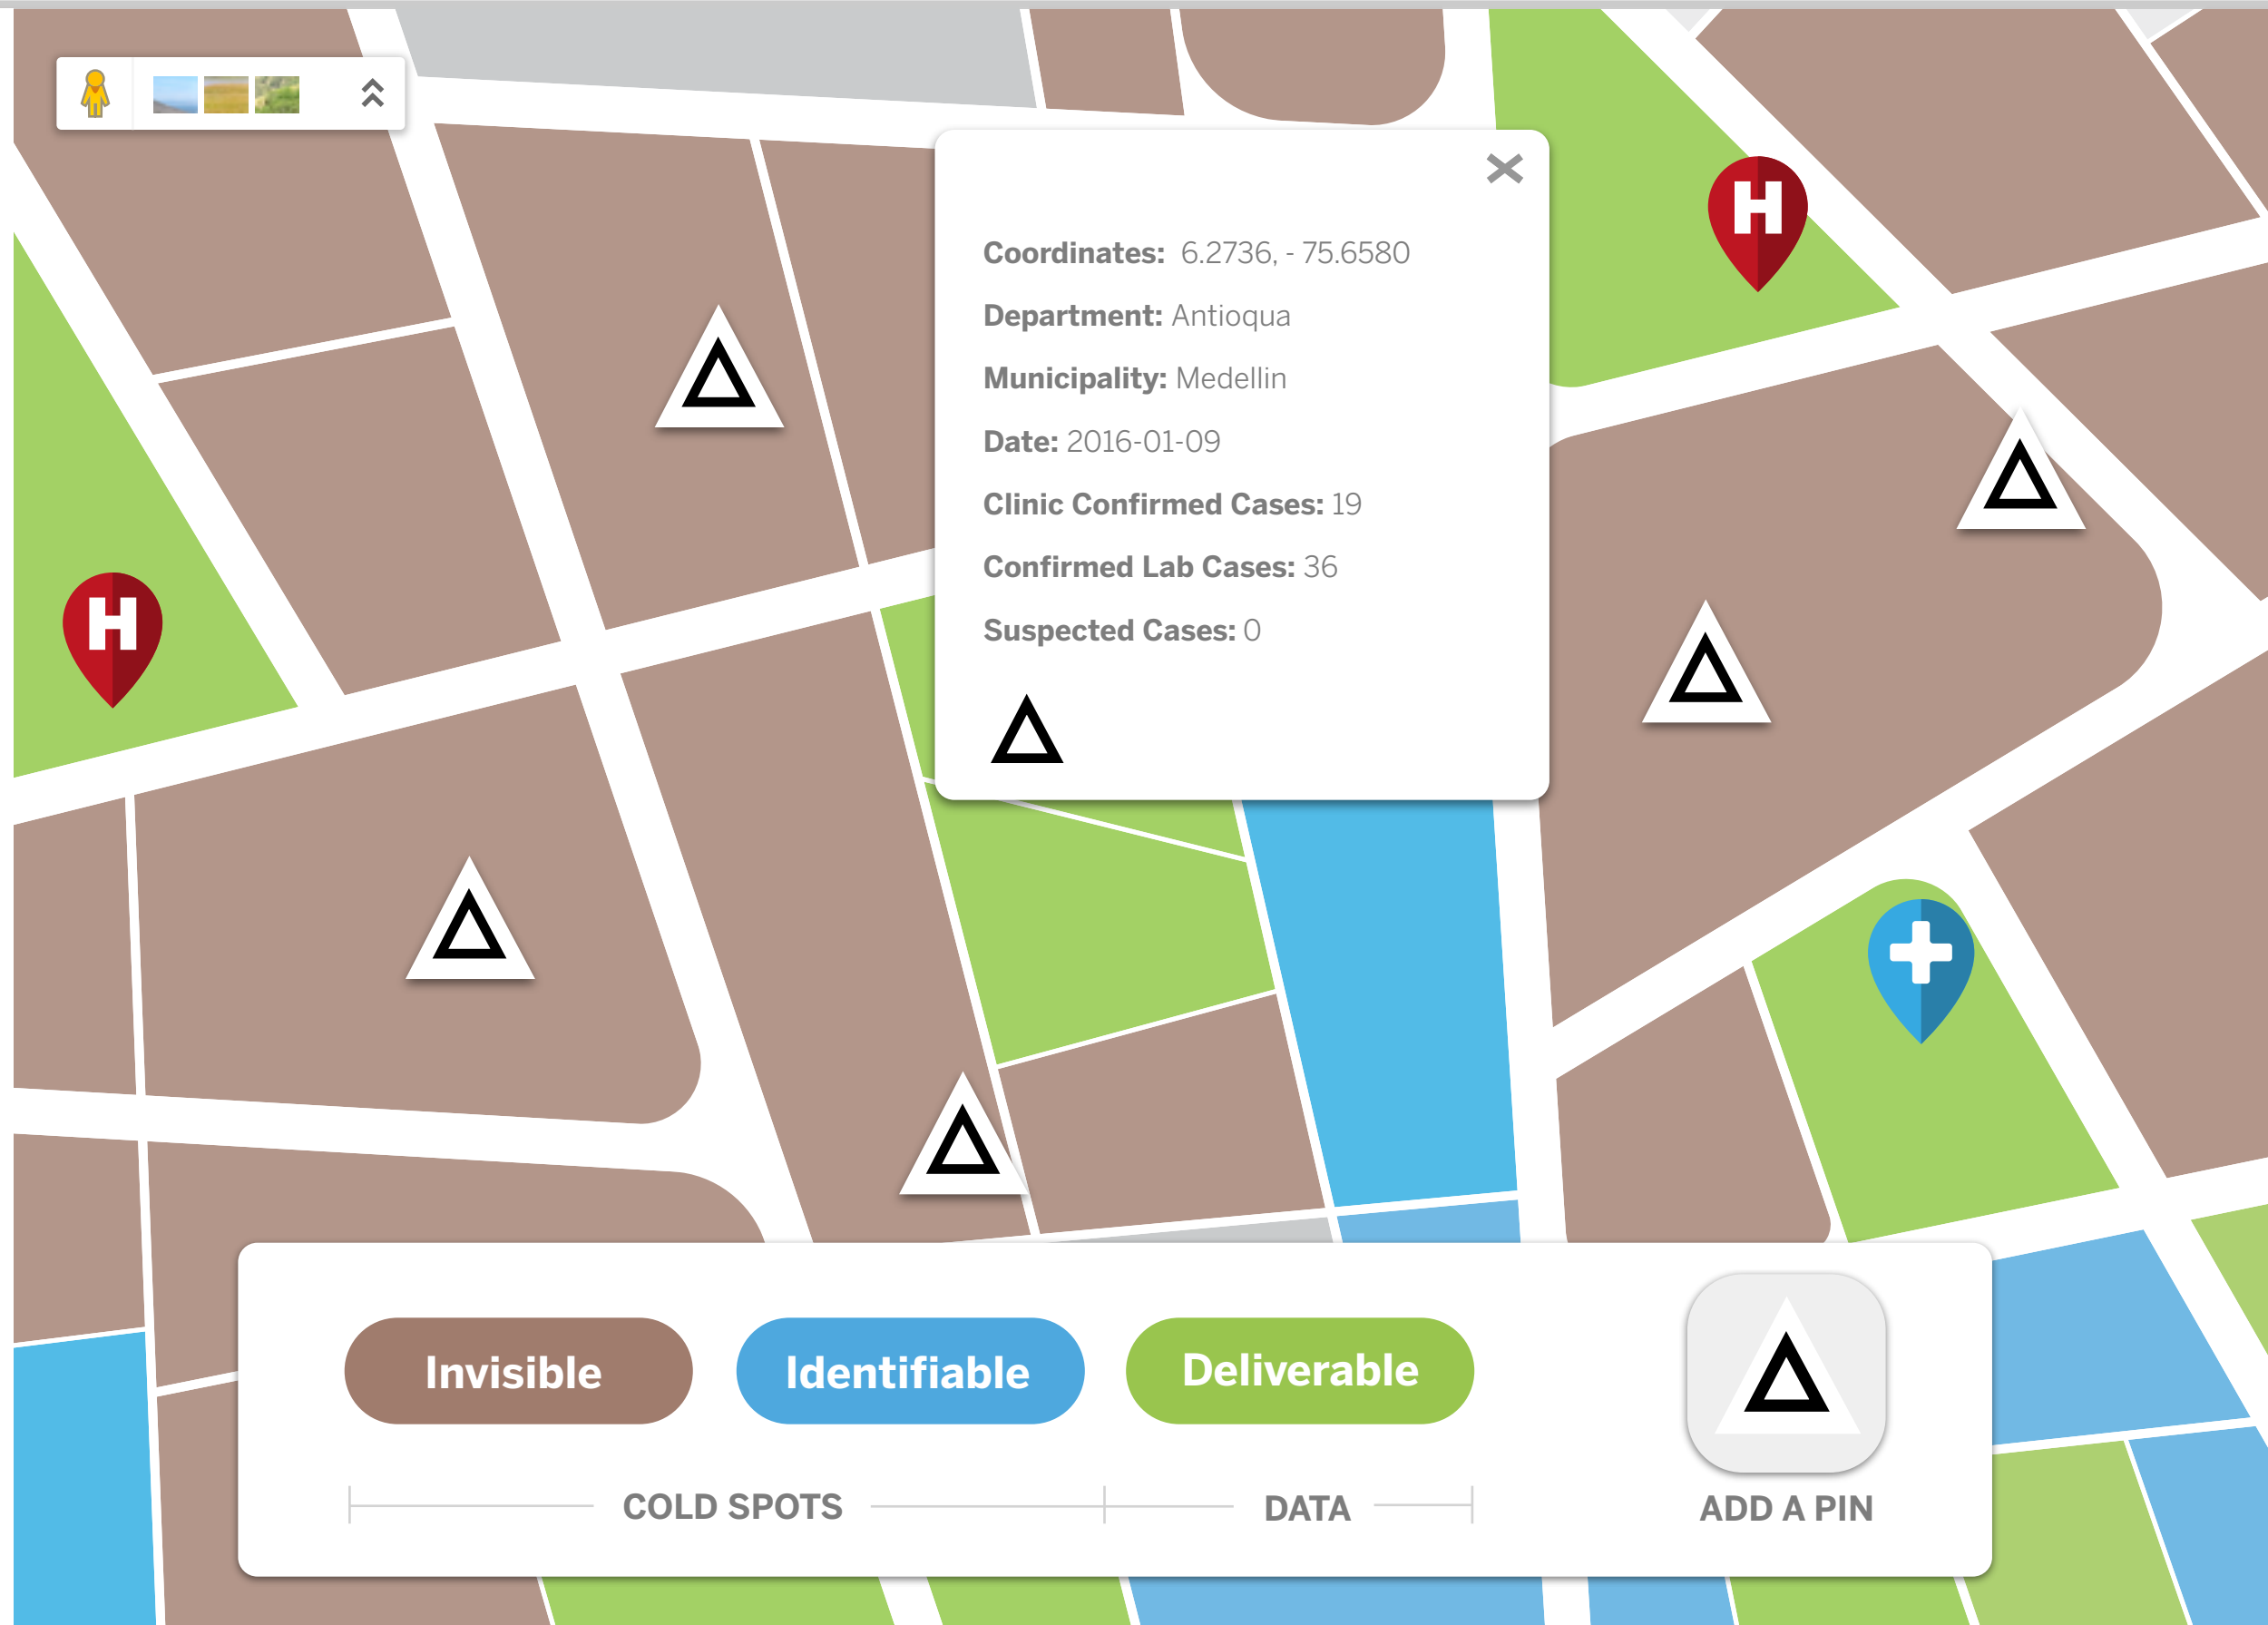 H
Coordinates: 6.2736, - 75.6580
Department: Antioqua
Municipality: Medellin
Date: 2016-01-09
Clinic Confirmed Cases: 19
Confirmed Lab Cases: 36
Suspected Cases: 0
H
Invisible
Identifiable
Deliverable
COLD SPOTS
DATA
ADD A PIN